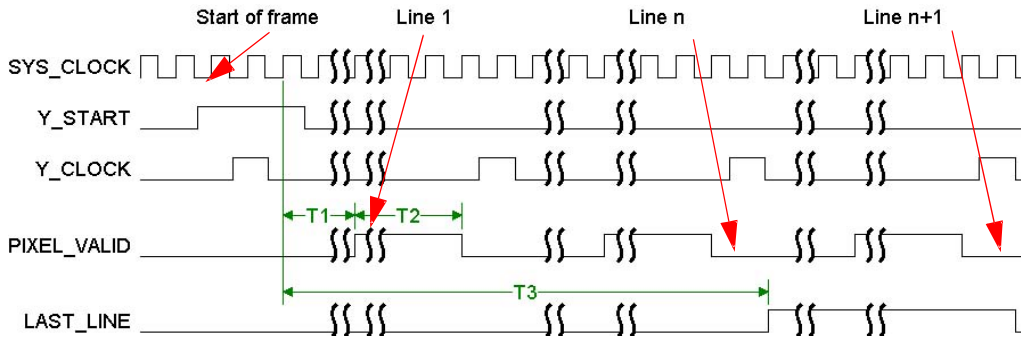 Start of frame
Line 1
Line n
Line n+1
SYS_CLOCK
Y_START
Y_CLOCK
T1
T2
PIXEL_VALID
T3
LAST_LINE